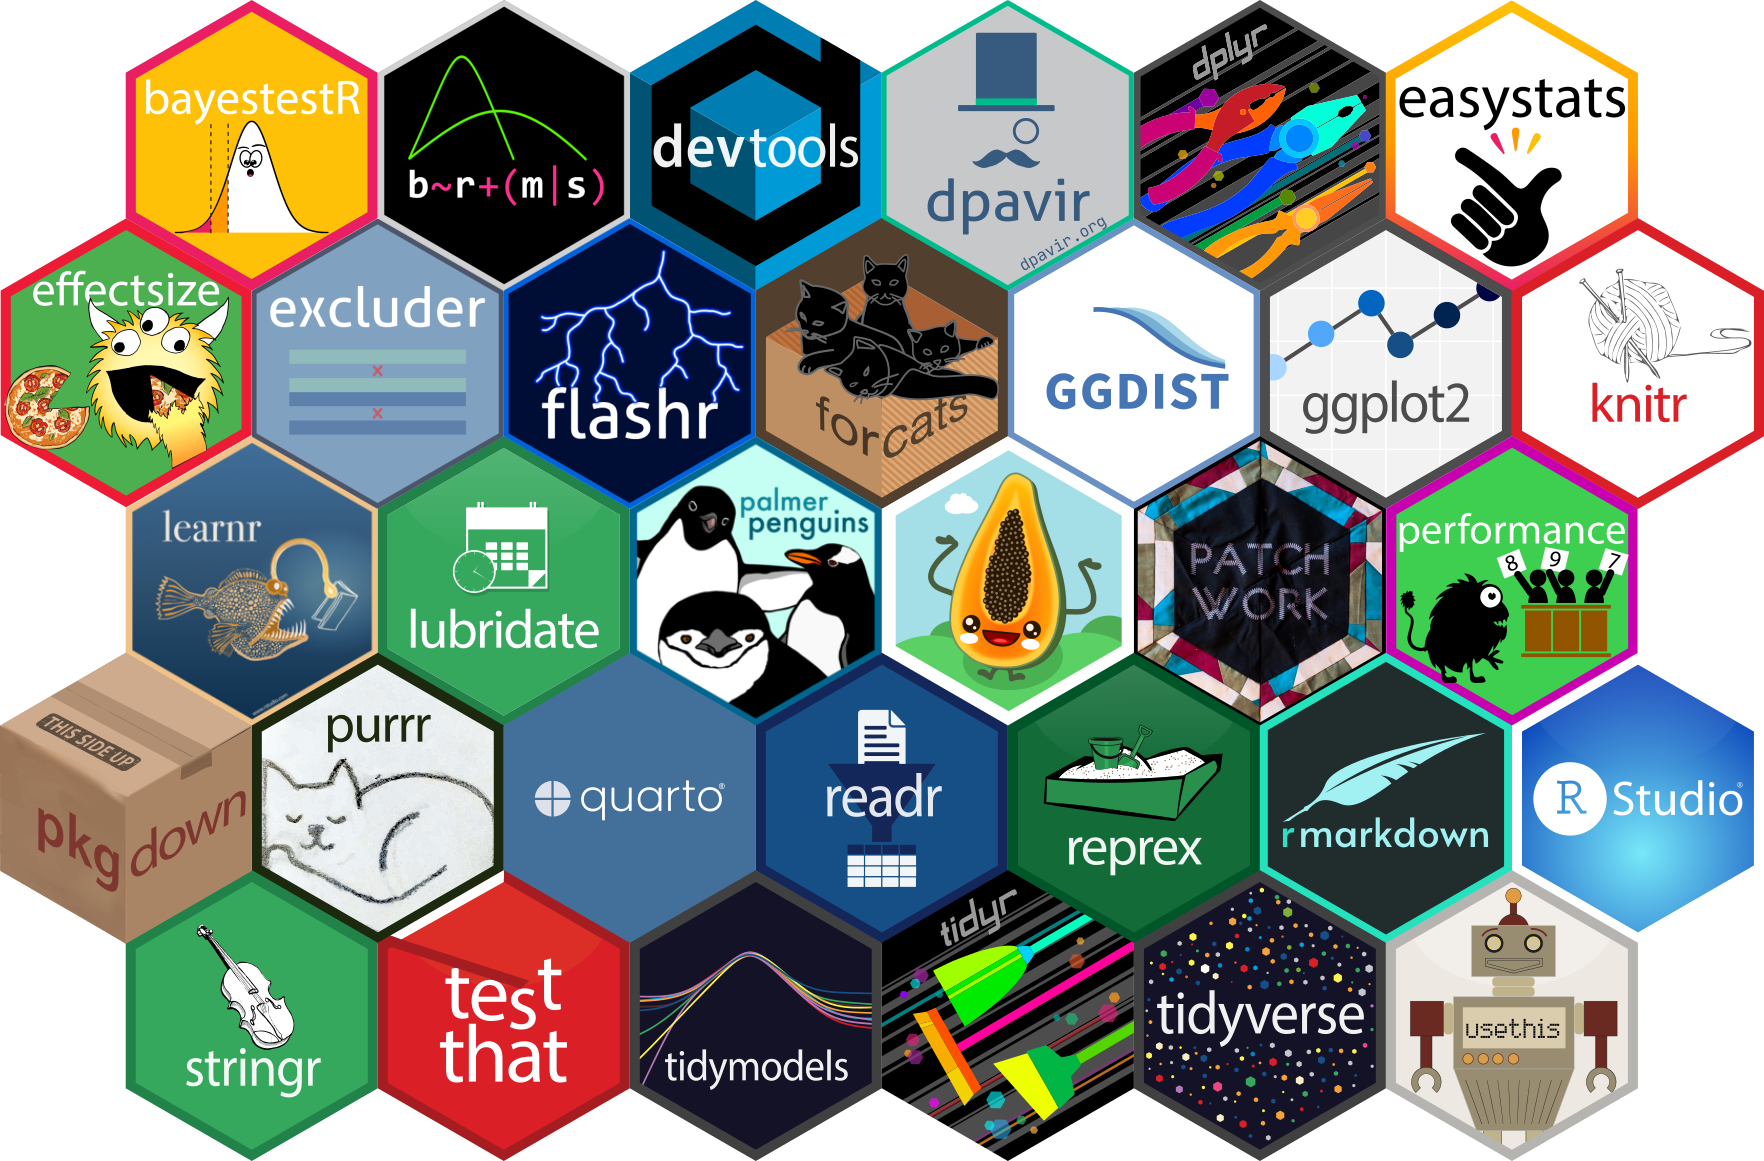 bayestestR
b~r+(m|s)
devtools
dpavir
dpavir.org
dplyr
easystats
effectsize
excluder
x
x
flashr
forcats
GGDIST
ggplot2
knitr
learnr
lubridate
palmer
penguins
PATCH
WORK
performance
8 9 7
THIS SIDE UP
pkgdown
purrr
quarto®
readr
reprex
rmarkdown
R Studio®
stringr
test
that
tidymodels
tidyr
tidyverse
usethis